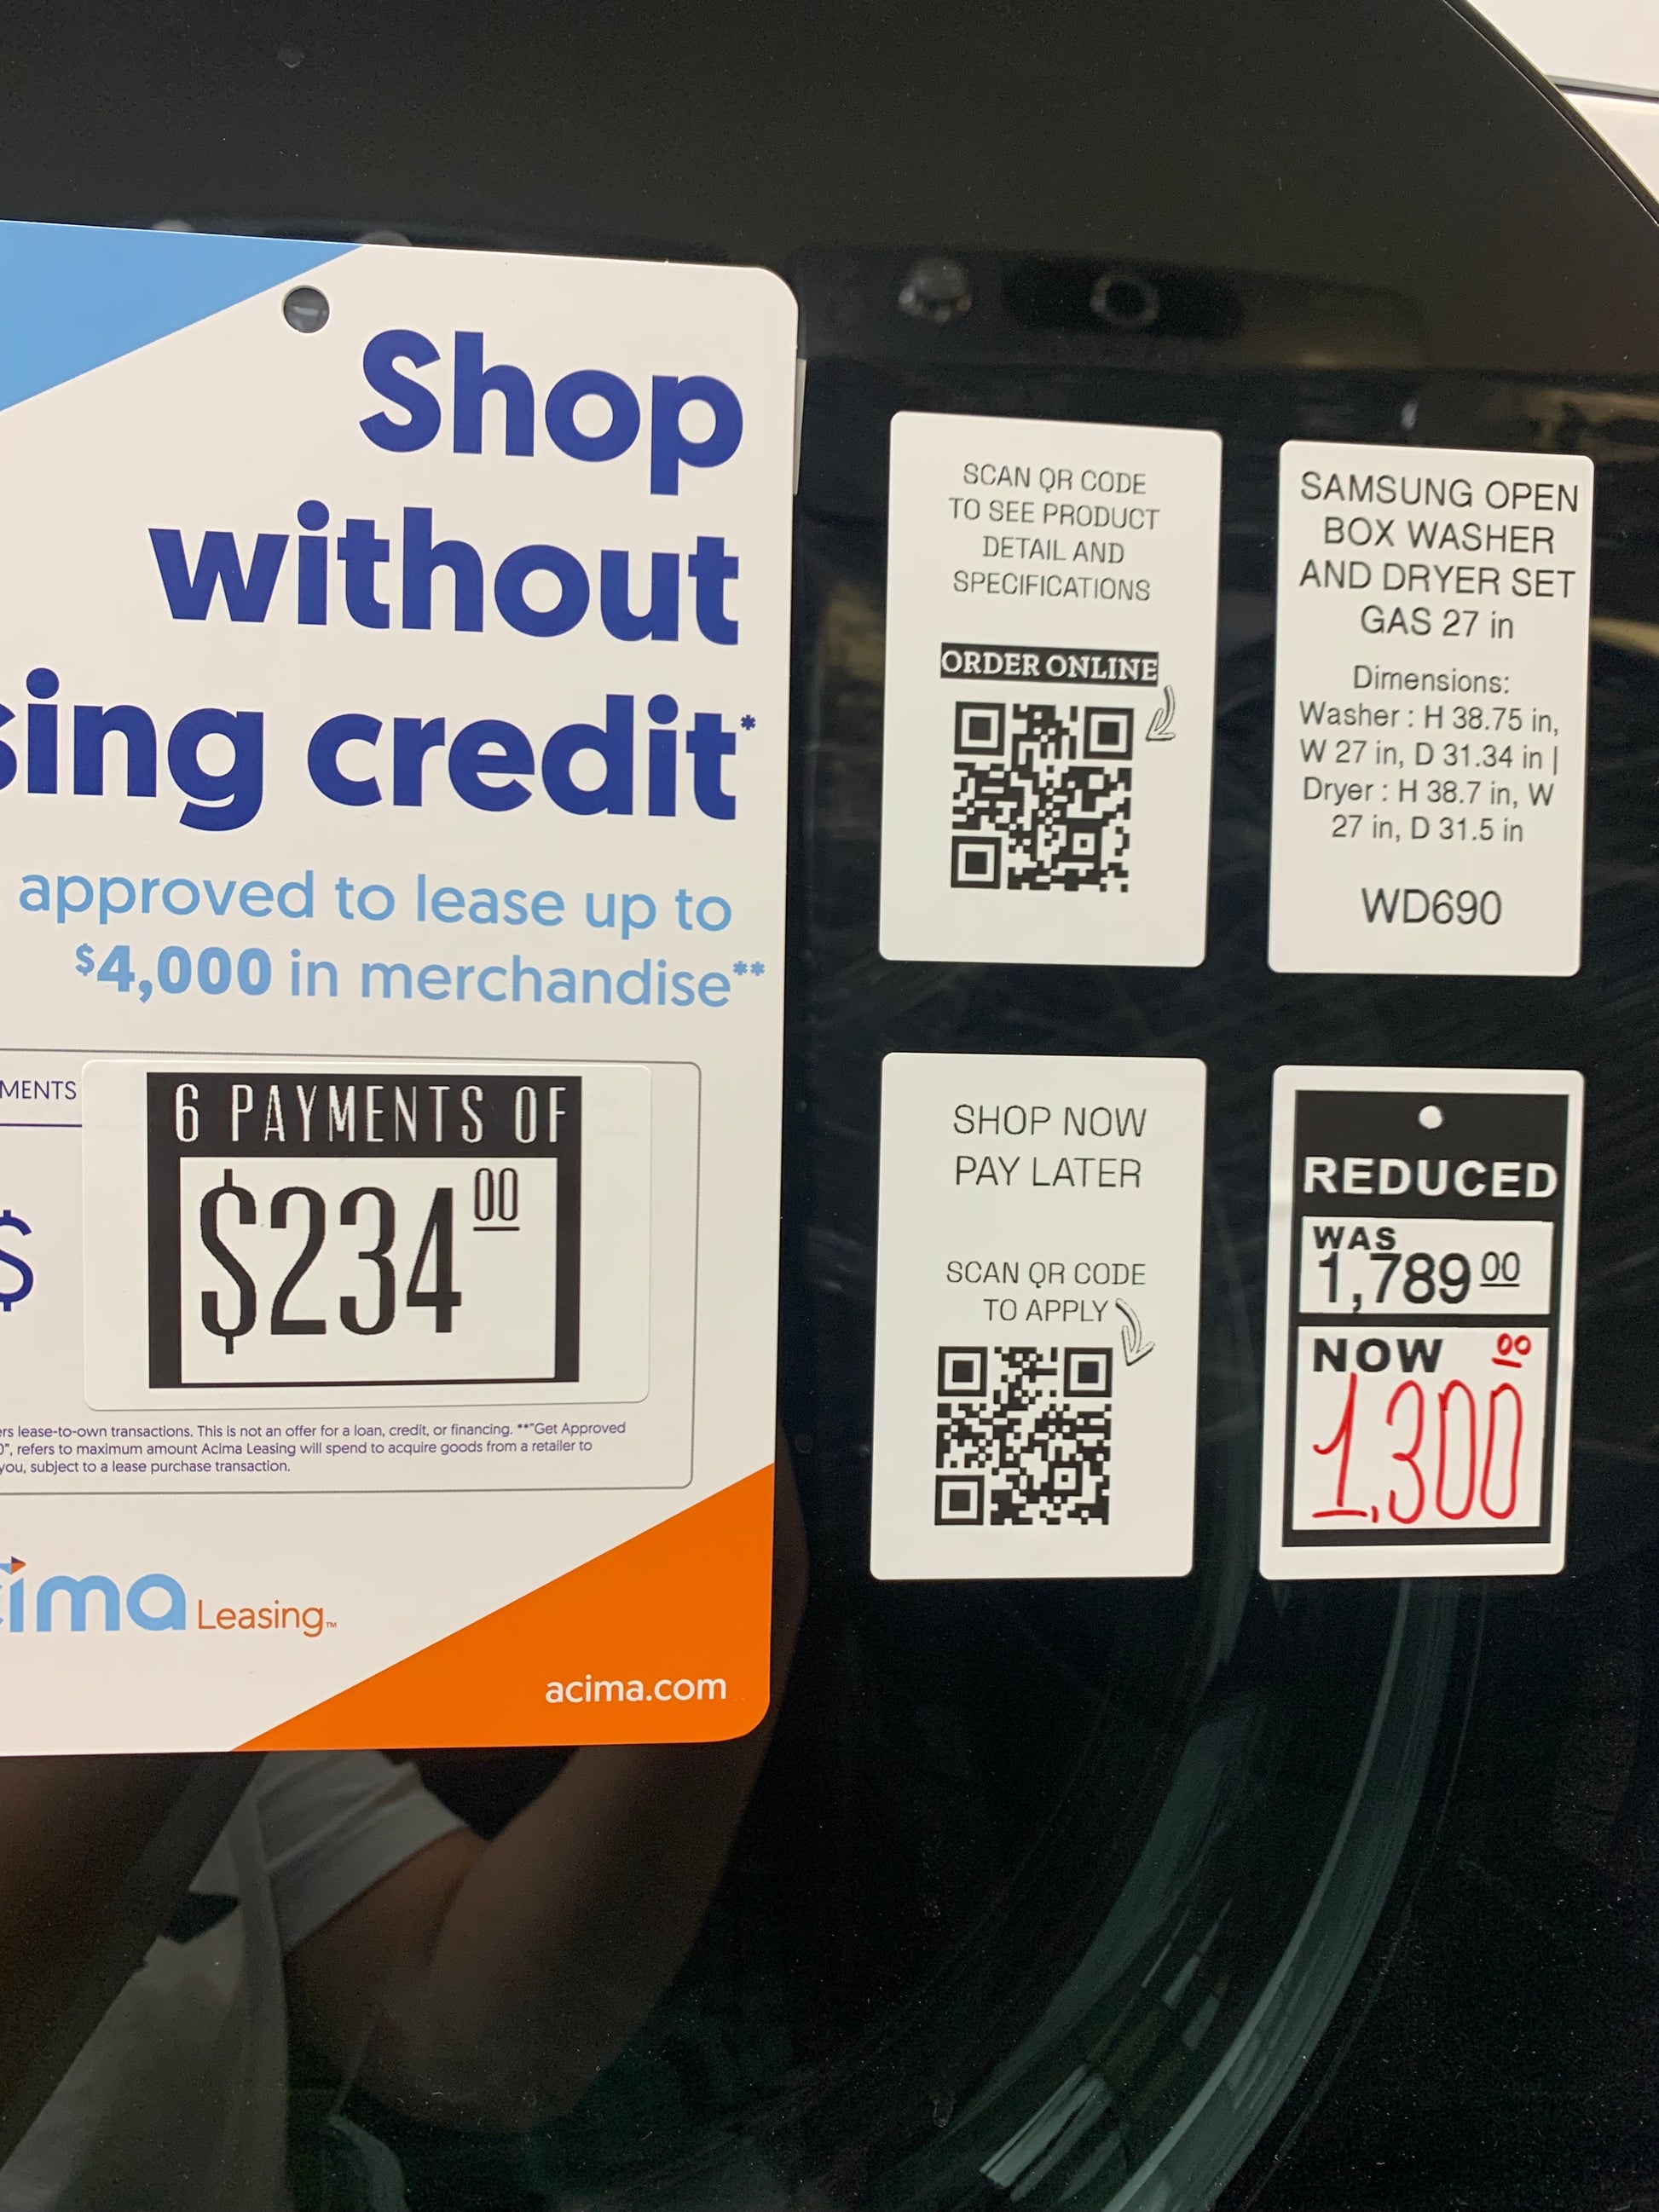 Shop
without
sing credit*
approved to lease up to
$4,000 in merchandise**
MENTS
6 PAYMENTS OF
$
$234 00
rs lease-to-own transactions. This is not an offer for a loan, credit, or financing. **"Get Approved
", refers to maximum amount Acima Leasing will spend to acquire goods from a retailer to
you, subject to a lease purchase transaction.
cima Leasing™
acima.com
SCAN QR CODE
TO SEE PRODUCT
DETAIL AND
SPECIFICATIONS
ORDER ONLINE
SAMSUNG OPEN
BOX WASHER
AND DRYER SET
GAS 27 in
Dimensions:
Washer : H 38.75 in,
W 27 in, D 31.34 in |
Dryer : H 38.7 in, W
27 in, D 31.5 in
WD690
SHOP NOW
PAY LATER
SCAN QR CODE
TO APPLY
REDUCED
WAS
1,789 00
NOW 00
1,300